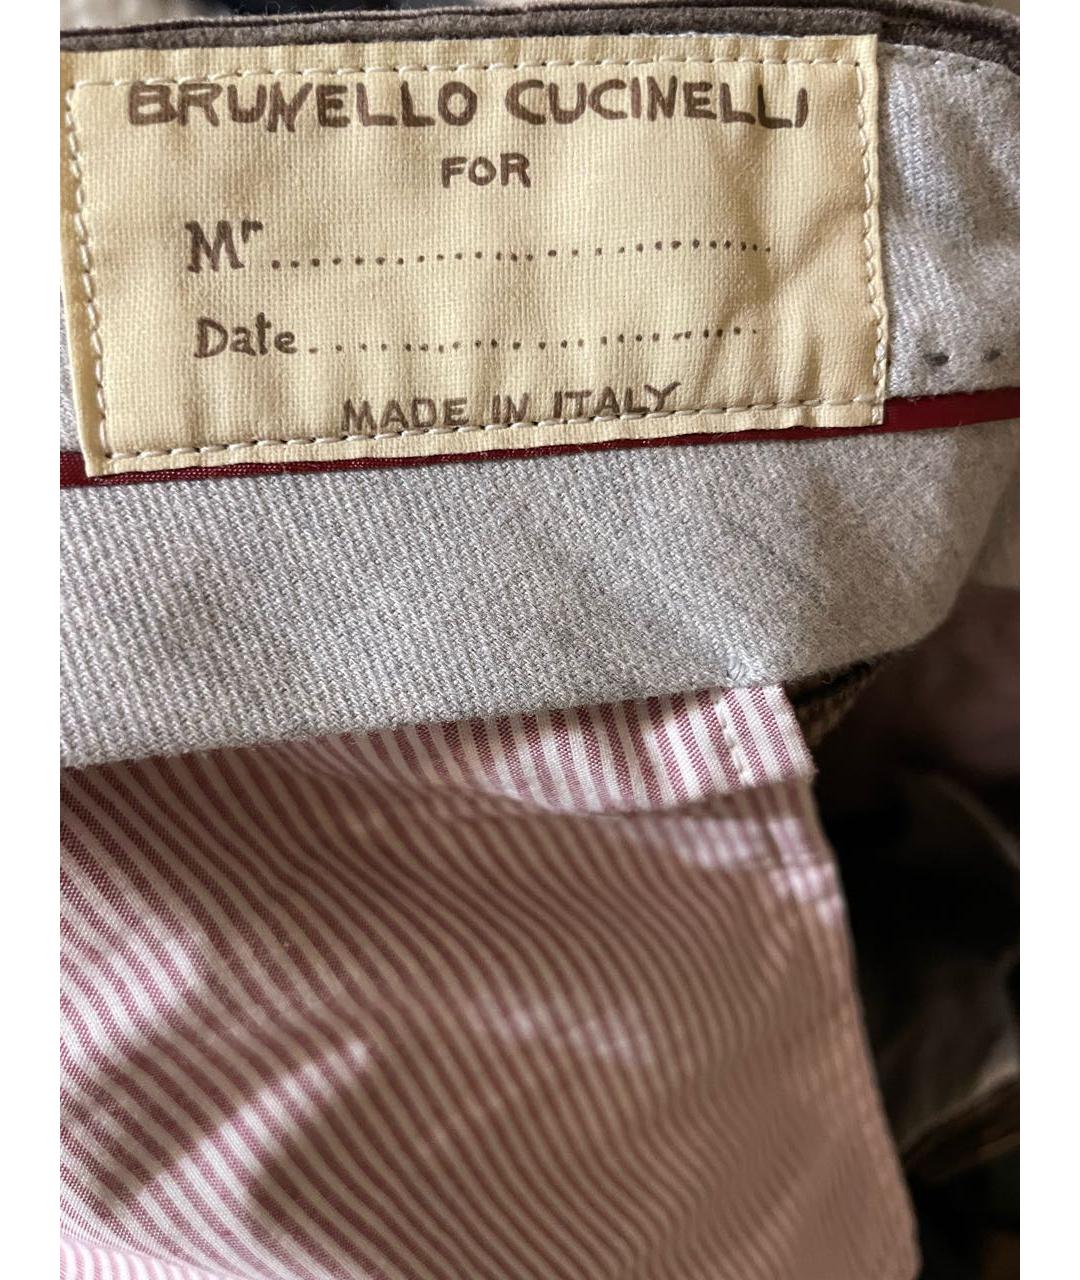 BRUNELLO CUCINELLI
FOR
Mr..............................
Date..............................
MADE IN ITALY